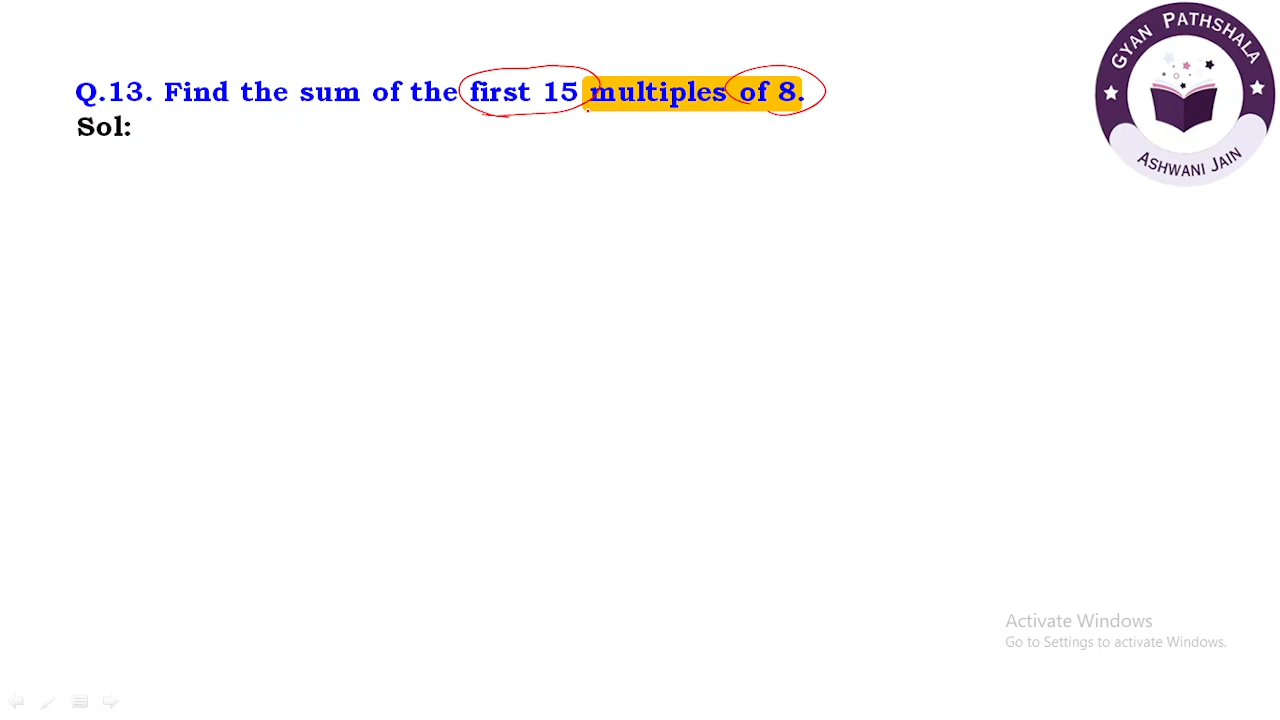 Q.13. Find the sum of the first 15 multiples of 8.
Sol:
GYAN PATHSHALA
ASHWANI JAIN
Activate Windows
Go to Settings to activate Windows.